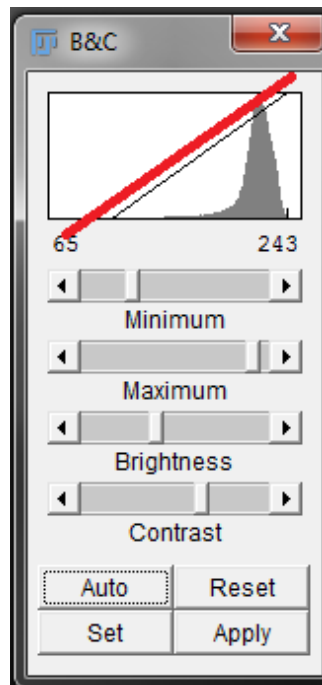 B&C
65 243
Minimum
Maximum
Brightness
Contrast
Auto Reset
Set Apply